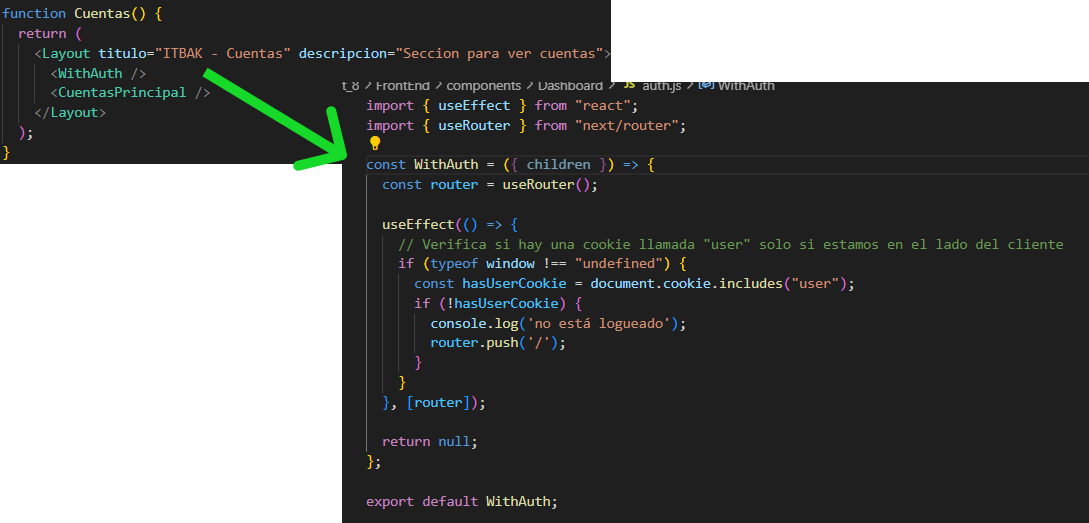 function Cuentas() {
return (
<Layout titulo="ITBAK - Cuentas" descripcion="Seccion para ver cuentas">
<WithAuth />
<CuentasPrincipal />
</Layout>
);
}
t_8 > FrontEnd > components > Dashboard > JS auth.js > WithAuth
import { useEffect } from "react";
import { useRouter } from "next/router";
const WithAuth = ({ children }) => {
const router = useRouter();
useEffect(() => {
// Verifica si hay una cookie llamada "user" solo si estamos en el lado del cliente
if (typeof window !== "undefined") {
const hasUserCookie = document.cookie.includes("user");
if (!hasUserCookie) {
console.log('no está logueado');
router.push('/');
}
}
}, [router]);
return null;
};
export default WithAuth;